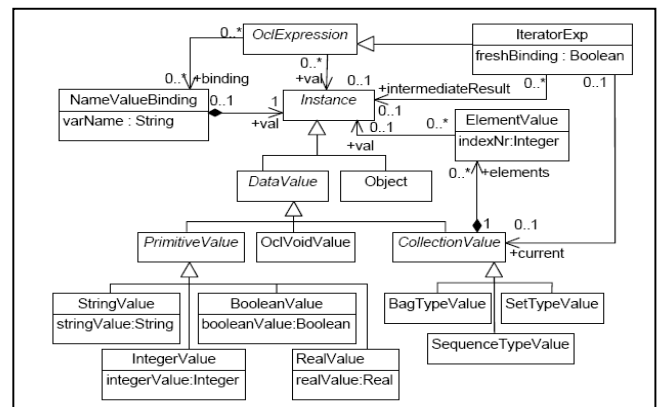 0..* OclExpression IteratorExp
freshBinding : Boolean
0..* 0..1 0..* 0..1
0..* +binding +val +intermediateResult
NameValueBinding 0..1 1 Instance 0..1 ElementValue
varName : String +val 0..1 0..* indexNr:Integer
+val
0..* +elements
DataValue Object
1 0..1
PrimitiveValue OclVoidValue CollectionValue +current
StringValue BooleanValue BagTypeValue SetTypeValue
stringValue:String booleanValue:Boolean
SequenceTypeValue
IntegerValue RealValue
integerValue:Integer realValue:Real